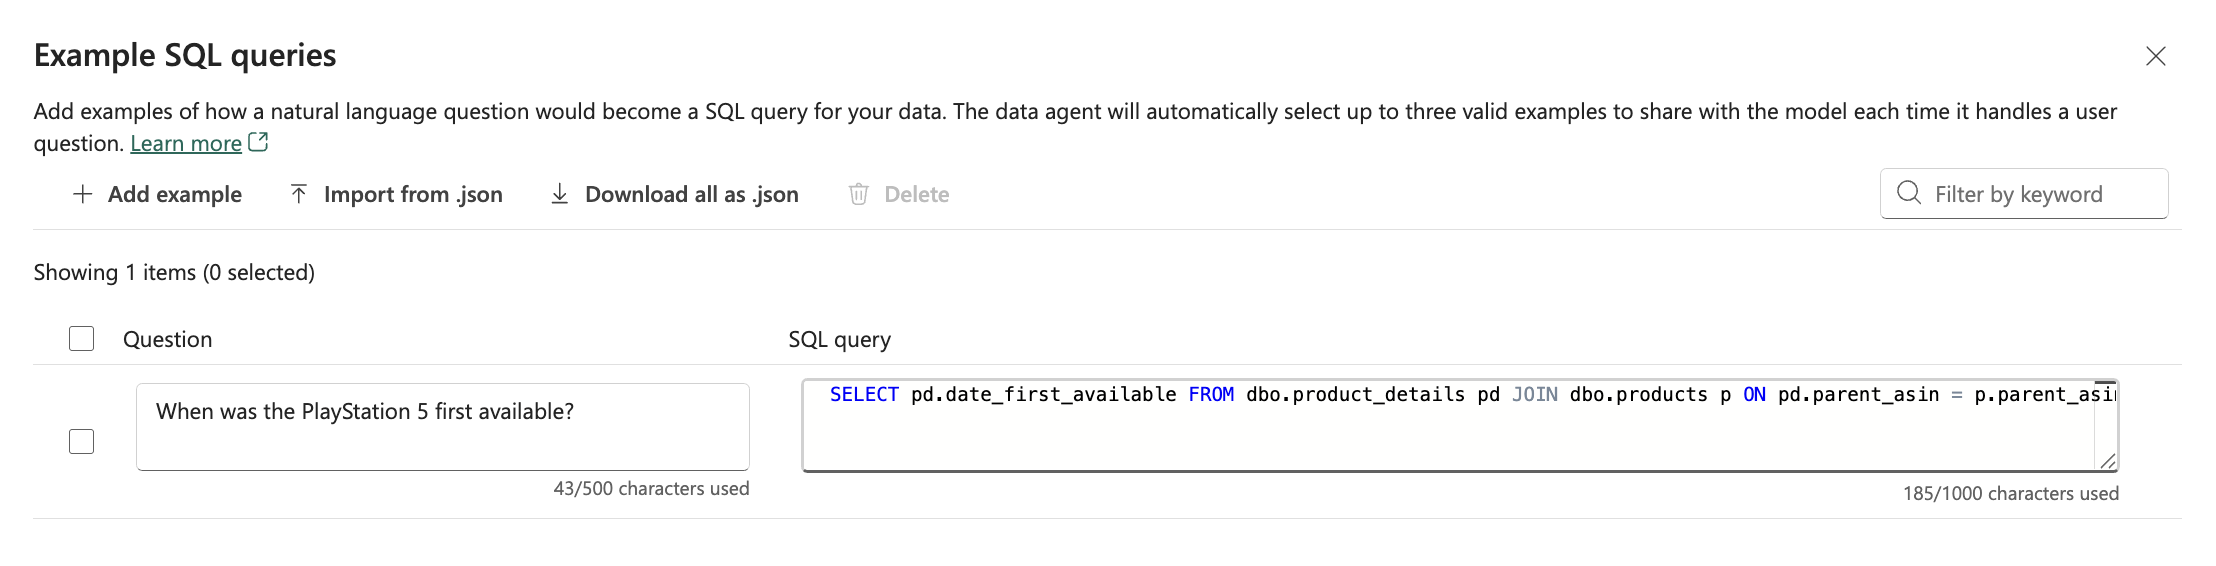 Example SQL queries
Add examples of how a natural language question would become a SQL query for your data. The data agent will automatically select up to three valid examples to share with the model each time it handles a user
question. Learn more
Add example Import from .json Download all as .json Delete Filter by keyword
Showing 1 items (0 selected)
Question SQL query
When was the PlayStation 5 first available? SELECT pd.date_first_available FROM dbo.product_details pd JOIN dbo.products p ON pd.parent_asin = p.parent_asi
43/500 characters used 185/1000 characters used